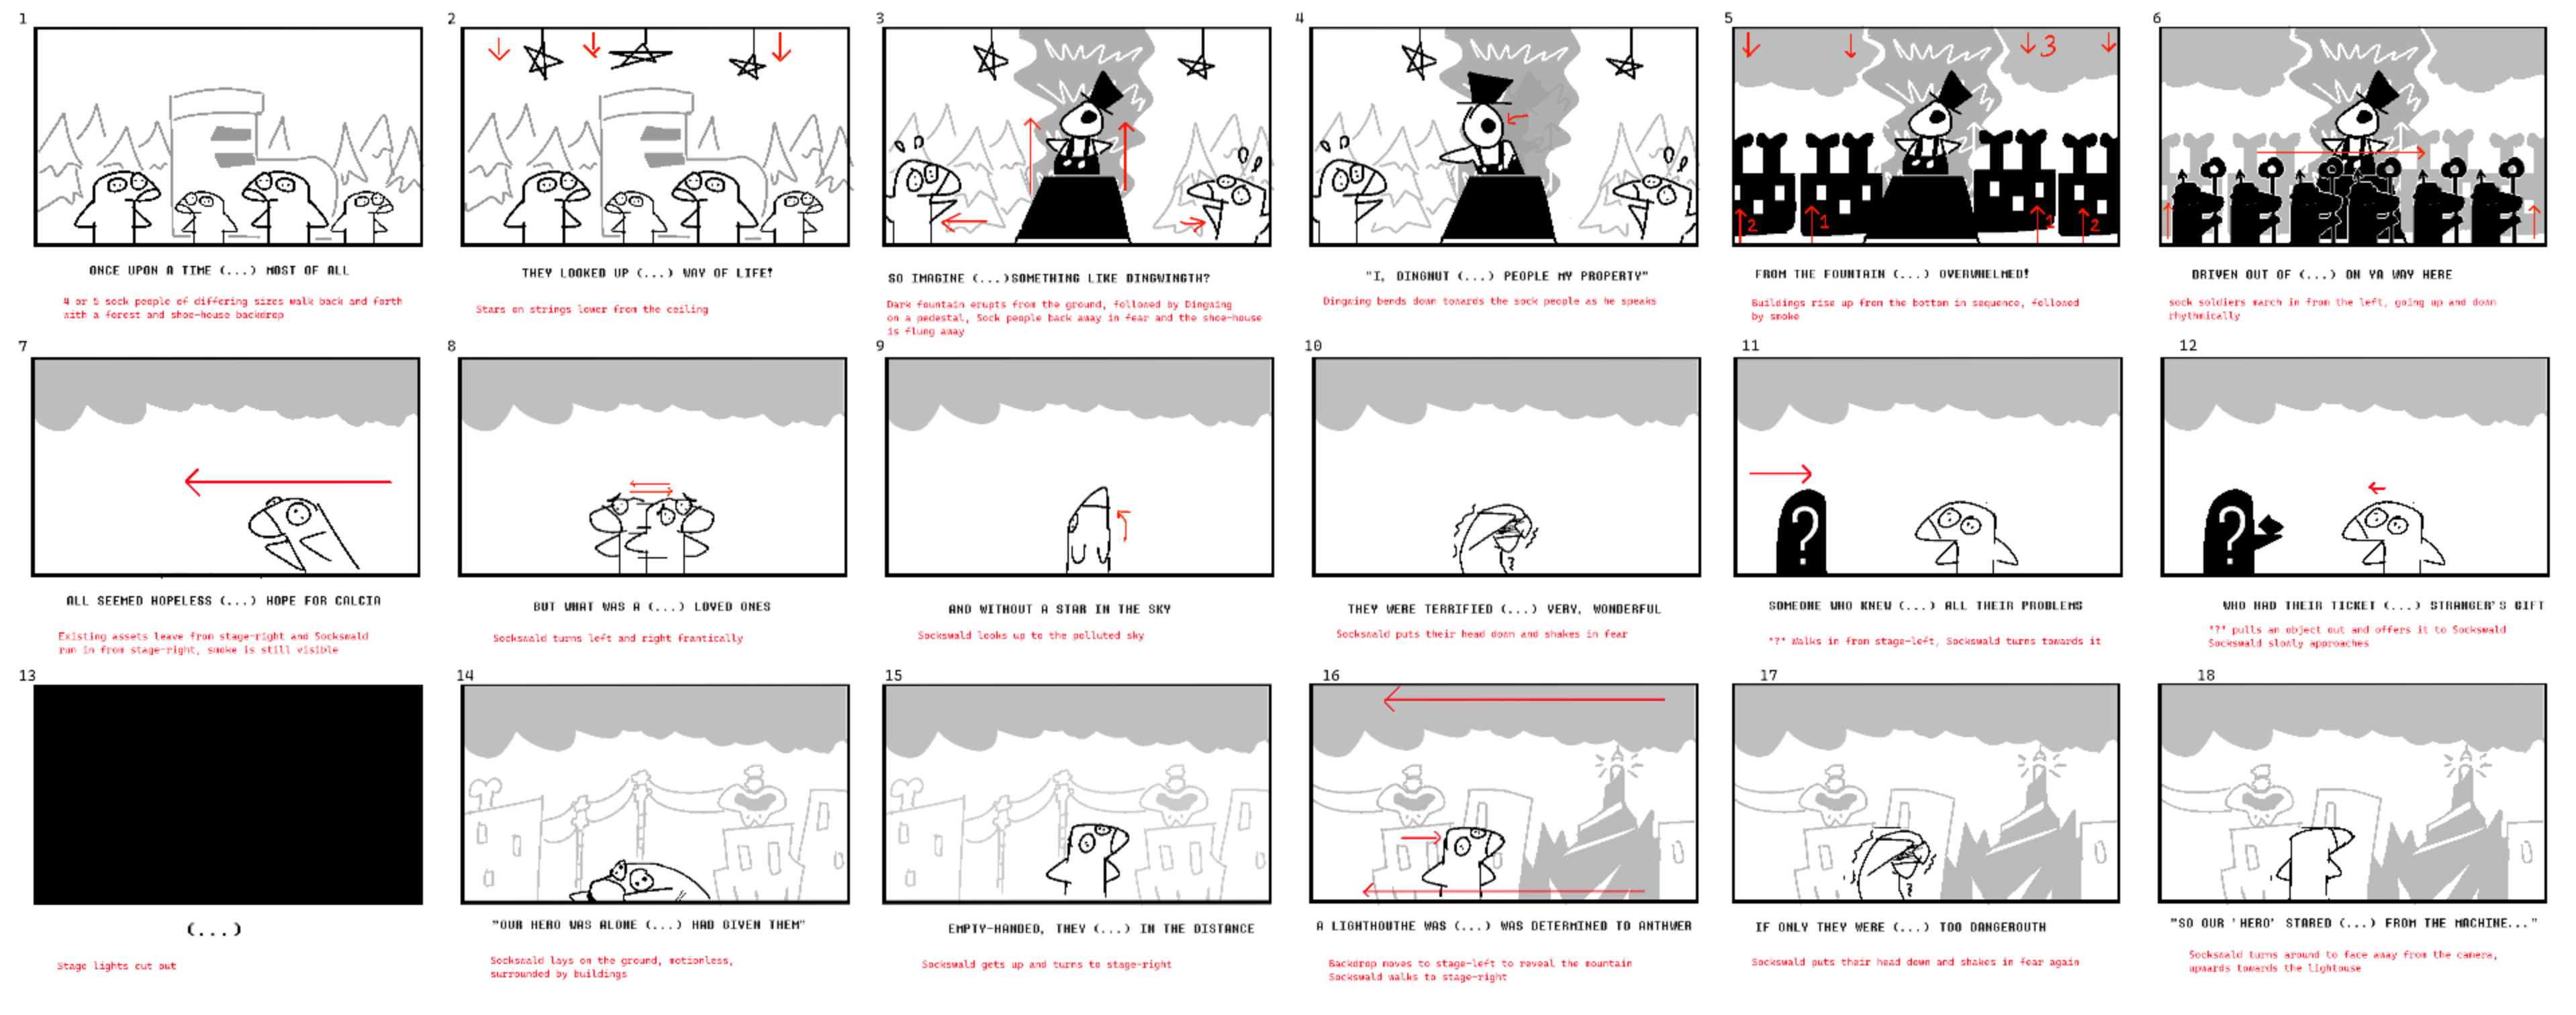 1
2
3
4
5
6
3
1
1
2
2
ONCE UPON A TIME (...) MOST OF ALL
THEY LOOKED UP (...) WAY OF LIFE!
SO IMAGINE (...)SOMETHING LIKE DINGWINGTH?
"I, DINGNUT (...) PEOPLE MY PROPERTY"
FROM THE FOUNTAIN (...) OVERWHELMED!
DRIVEN OUT OF (...) ON YA WAY HERE
4 or 5 sock people of differing sizes walk back and forth
with a forest and shoe-house backdrop
Stars on strings lower from the ceiling
Dark fountain erupts from the ground, followed by Dingwing
on a pedestal, Sock people back away in fear and the shoe-house
is flung away
Dingwing bends down towards the sock people as he speaks
Buildings rise up from the bottom in sequence, followed
by smoke
sock soldiers march in from the left, going up and down
rhythmically
7
8
9
10
11
12
?
?
ALL SEEMED HOPELESS (...) HOPE FOR CALCIA
BUT WHAT WAS A (...) LOVED ONES
AND WITHOUT A STAR IN THE SKY
THEY WERE TERRIFIED (...) VERY, WONDERFUL
SOMEONE WHO KNEW (...) ALL THEIR PROBLEMS
WHO HAD THEIR TICKET (...) STRANGER'S GIFT
Existing assets leave from stage-right and Sockswald
run in from stage-right, smoke is still visible
Sockswald turns left and right frantically
Sockswald looks up to the polluted sky
Sockswald puts their head down and shakes in fear
"?" Walks in from stage-left, Sockswald turns towards it
"?" pulls an object out and offers it to Sockswald
Sockswald slowly approaches
13
14
15
16
17
18
(...)
"OUR HERO WAS ALONE (...) HAD GIVEN THEM"
EMPTY-HANDED, THEY (...) IN THE DISTANCE
A LIGHTHOUTHE WAS (...) WAS DETERMINED TO ANTHWER
IF ONLY THEY WERE (...) TOO DANGEROUTH
"SO OUR 'HERO' STARED (...) FROM THE MACHINE..."
Stage lights cut out
Sockswald lays on the ground, motionless,
surrounded by buildings
Sockswald gets up and turns to stage-right
Backdrop moves to stage-left to reveal the mountain
Sockswald walks to stage-right
Sockswald puts their head down and shakes in fear again
Sockswald turns around to face away from the camera,
upwards towards the lightouse